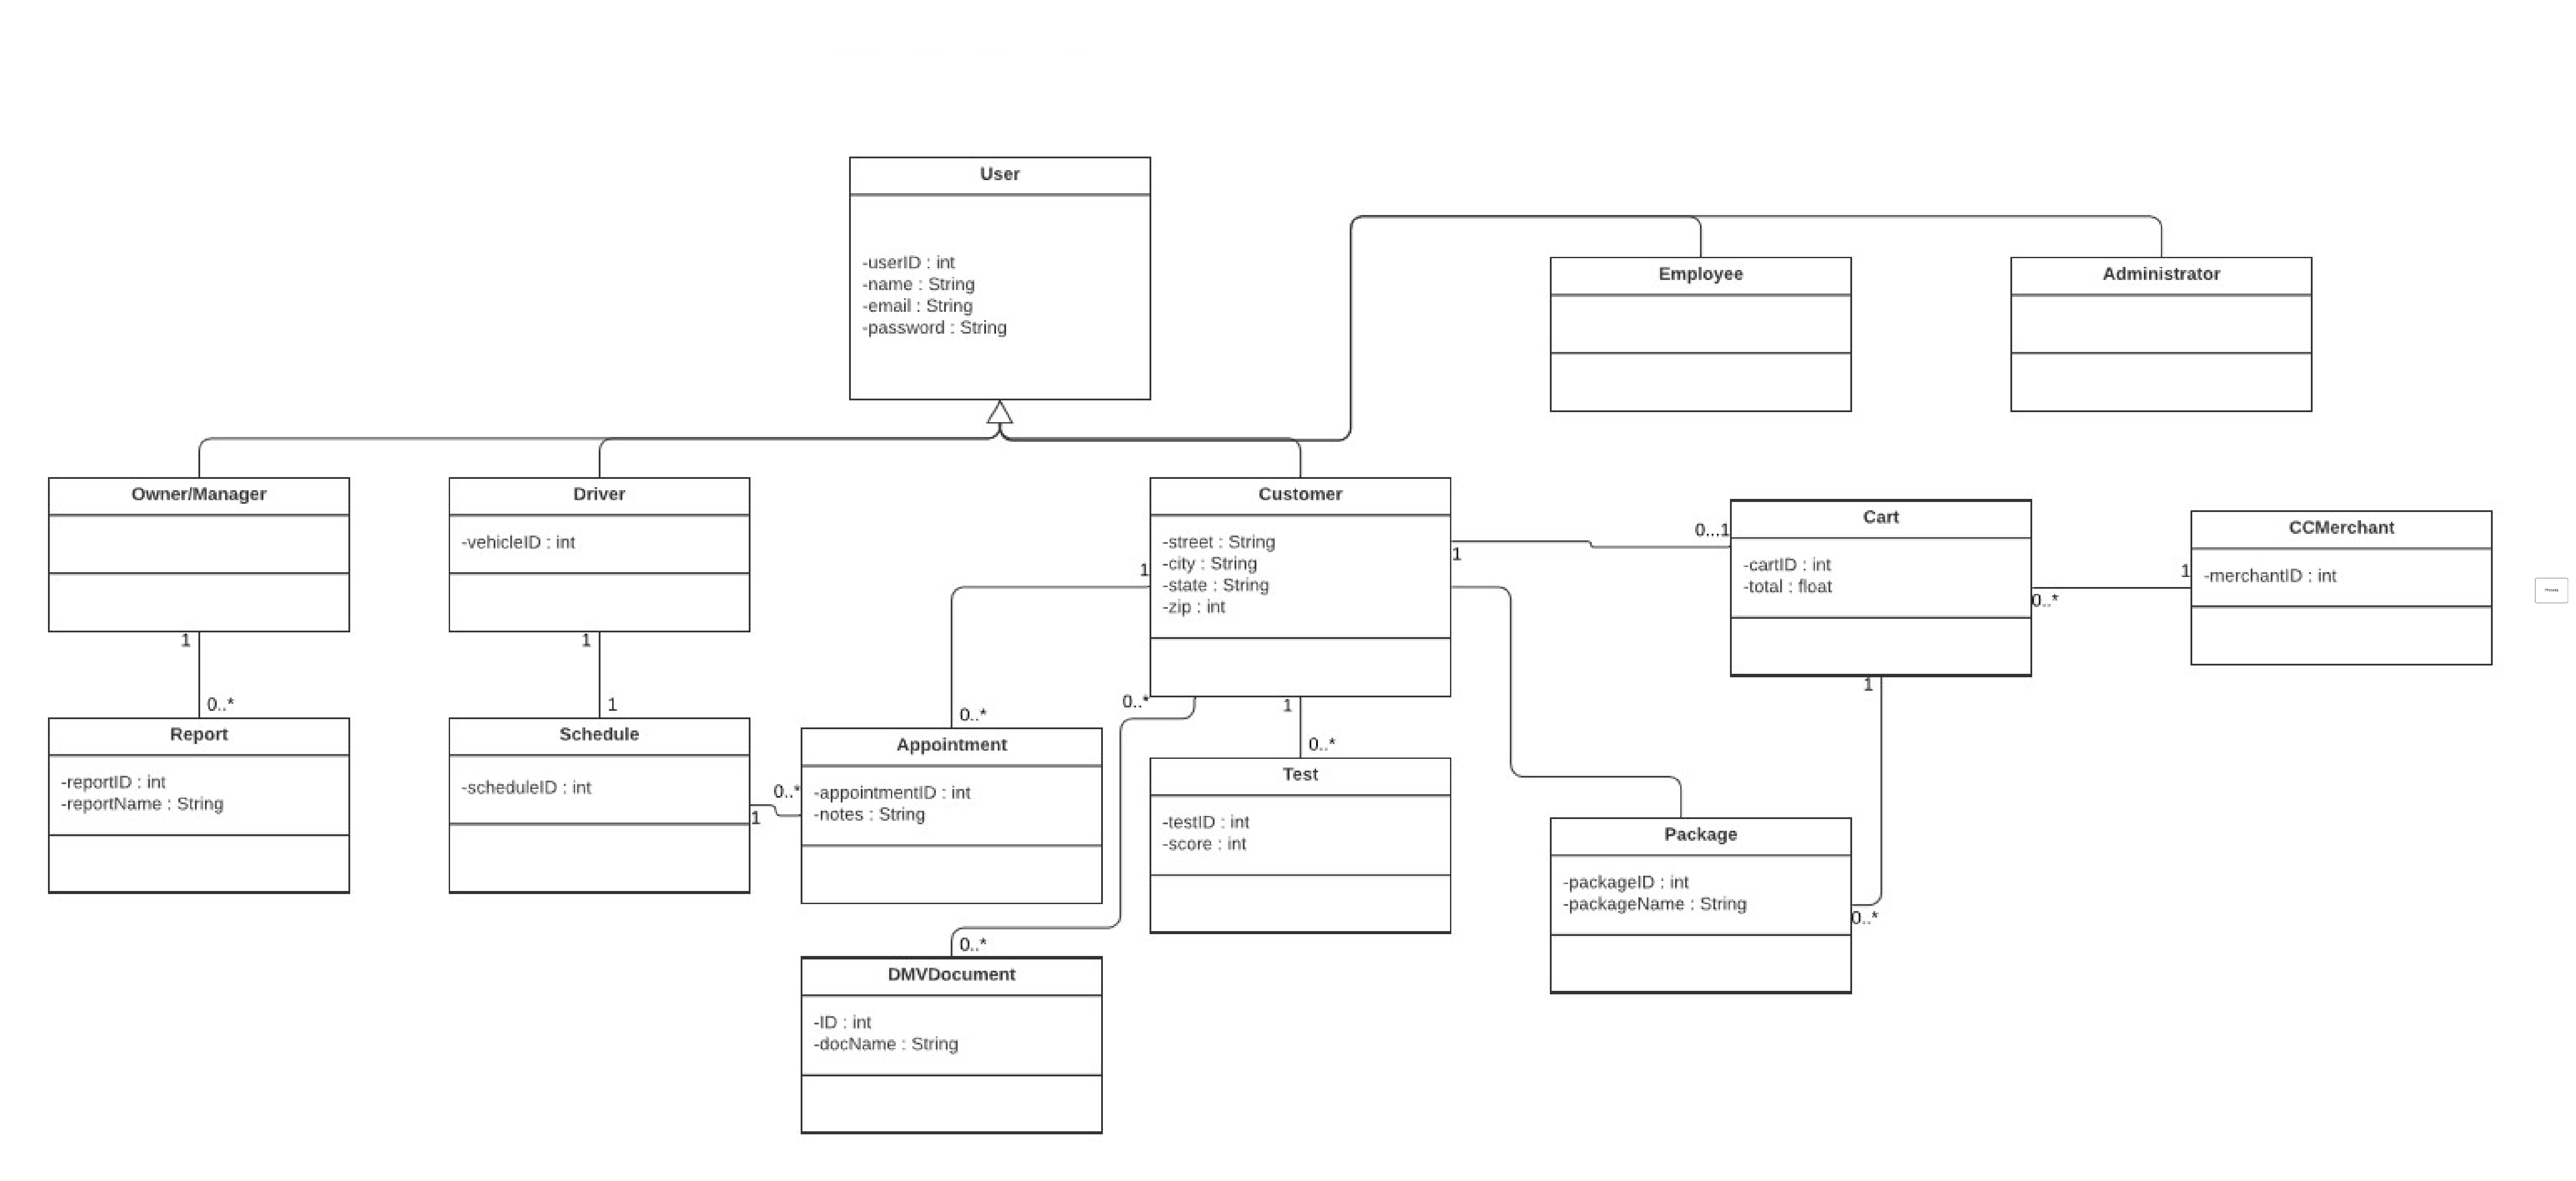 User
-userID : int
-name : String
-email : String
-password : String
Employee
Administrator
Owner/Manager
Driver
-vehicleID : int
Customer
-street : String
-city : String
-state : String
-zip : int
Cart
-cartID : int
-total : float
CCMerchant
-merchantID : int
1
0...1
1
1
0..*
1
0..*
1
1
0..*
0..*
1
0..*
1
Report
-reportID : int
-reportName : String
Schedule
-scheduleID : int
0..*
1
Appointment
-appointmentID : int
-notes : String
0..*
Test
-testID : int
-score : int
Package
-packageID : int
-packageName : String
0..*
0..*
DMVDocument
-ID : int
-docName : String